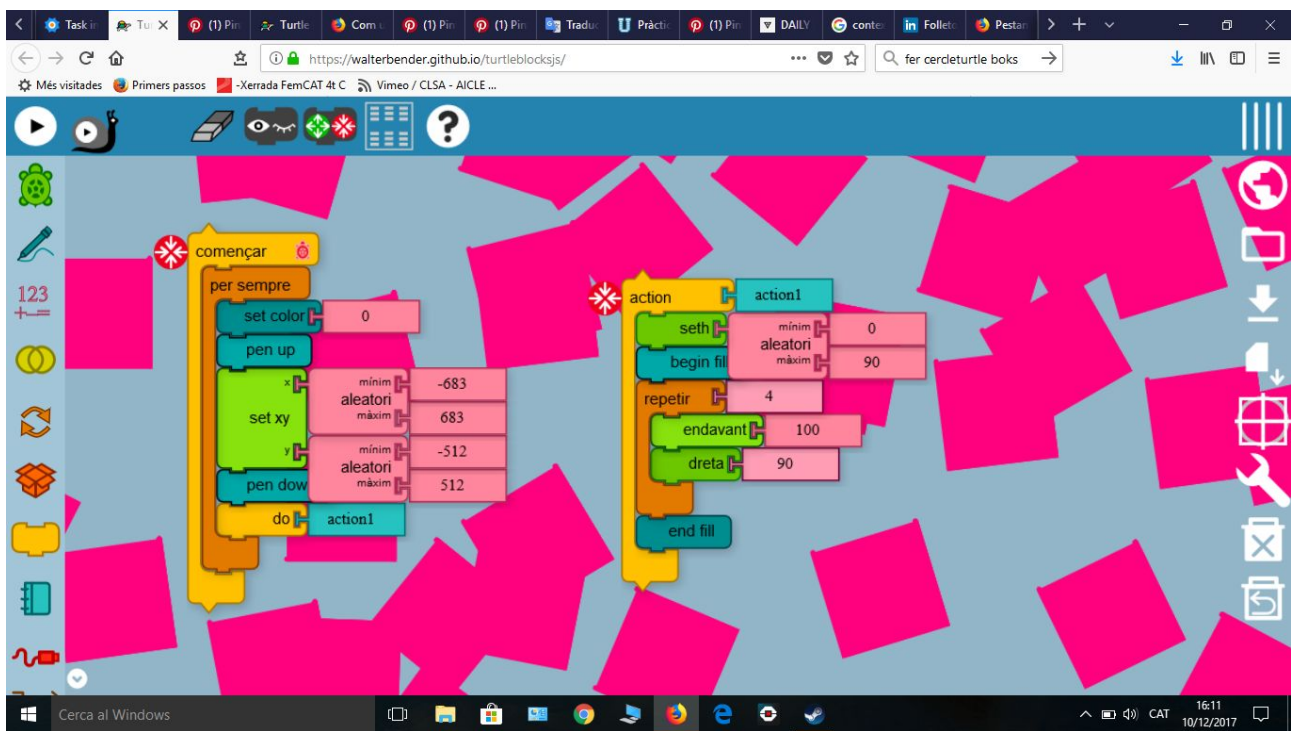 Task in
Tur
(1) Pin
Turtle
Com u
(1) Pin
(1) Pin
Traduc
Pràctic
(1) Pin
DAILY
contex
Folleto
Pestan
https://walterbender.github.io/turtleblocksjs/
fer cercleturtle boks
Més visitades
Primers passos
-Xerrada FemCAT 4t C
Vimeo / CLSA - AICLE ...
?
123
començar
per sempre
set color
0
pen up
set xy
x
mínim
aleatori
màxim
-683
683
y
mínim
aleatori
màxim
-512
512
pen dow
do
action1
action
action1
seth
mínim
aleatori
màxim
0
90
begin fill
repetir
4
endavant
100
dreta
90
end fill
Cerca al Windows
CAT
16:11
10/12/2017